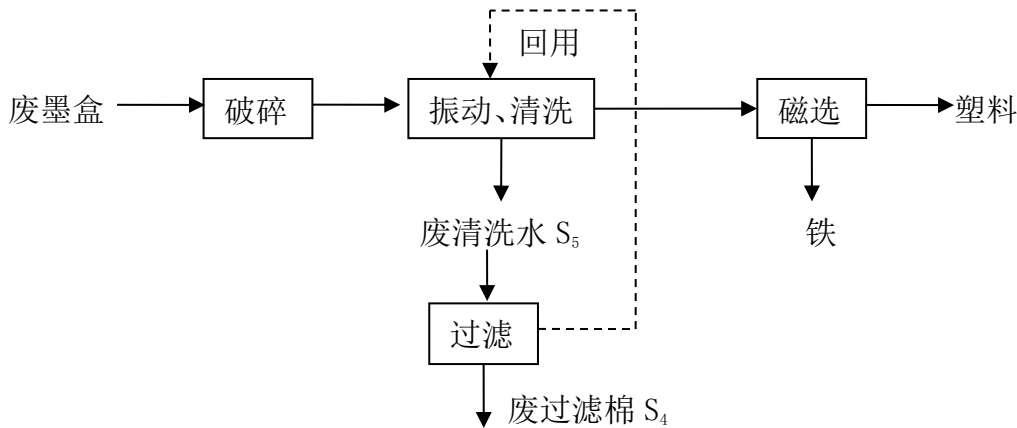 回用
废墨盒
破碎
振动、清洗
磁选
塑料
废清洗水 S₅
铁
过滤
废过滤棉 S₄